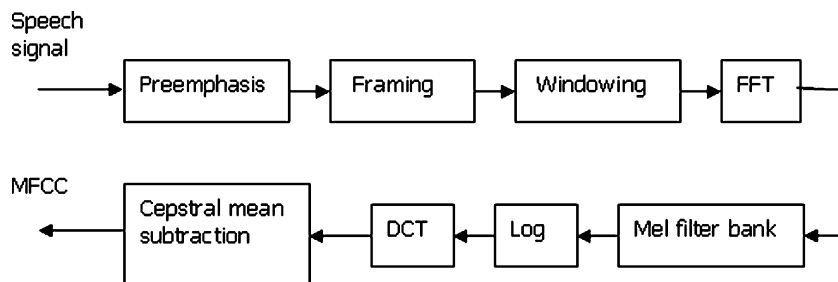 Speech
signal
Preemphasis
Framing
Windowing
FFT
MFCC
Cepstral mean
subtraction
DCT
Log
Mel filter bank